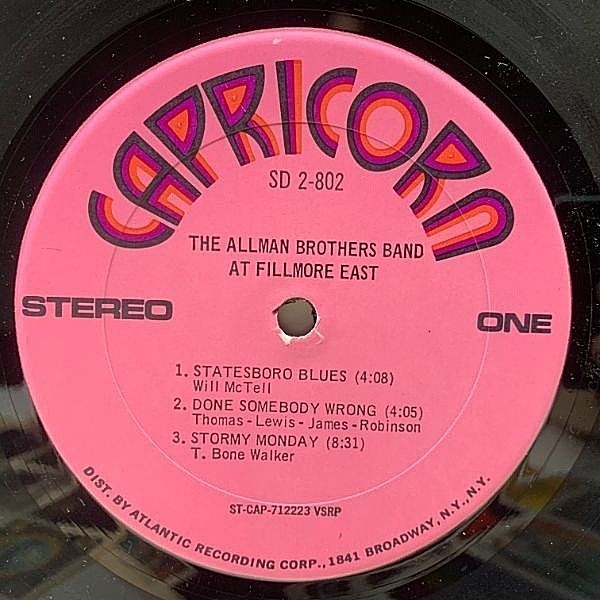 CAPRICORN
SD 2-802
THE ALLMAN BROTHERS BAND
AT FILLMORE EAST
STEREO
ONE
1. STATESBORO BLUES (4:08)
Will McTell
2. DONE SOMEBODY WRONG (4:05)
Thomas-Lewis-James-Robinson
3. STORMY MONDAY (8:31)
T. Bone Walker
ST-CAP-712223 VSRP
DIST. BY ATLANTIC RECORDING CORP., 1841 BROADWAY, N.Y., N.Y.